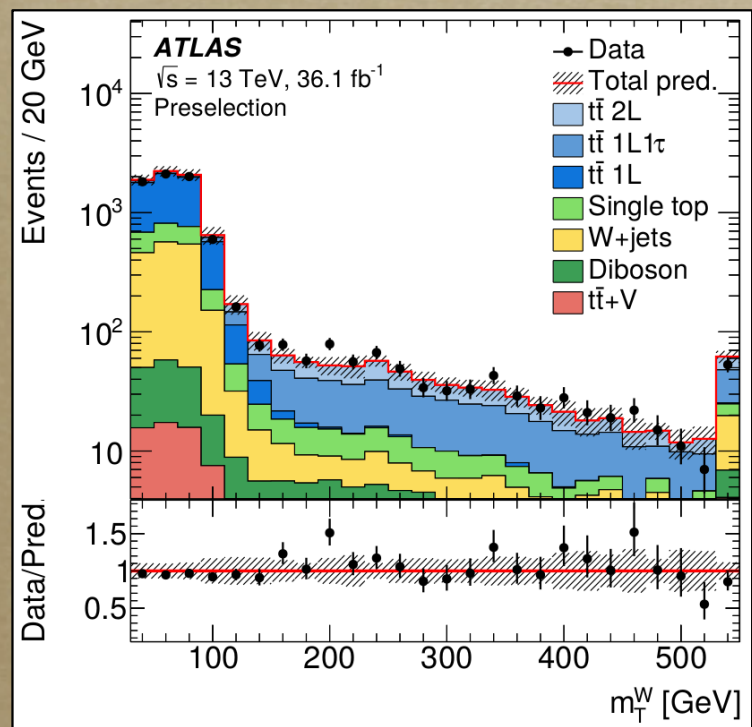 ATLAS
√s = 13 TeV, 36.1 fb⁻¹
Preselection
Data
Total pred.
tt̄ 2L
tt̄ 1L1τ
tt̄ 1L
Single top
W+jets
Diboson
tt̄+V
Events / 20 GeV
10⁴
10³
10²
10
Data/Pred.
1.5
1
0.5
100 200 300 400 500
m_T^W [GeV]